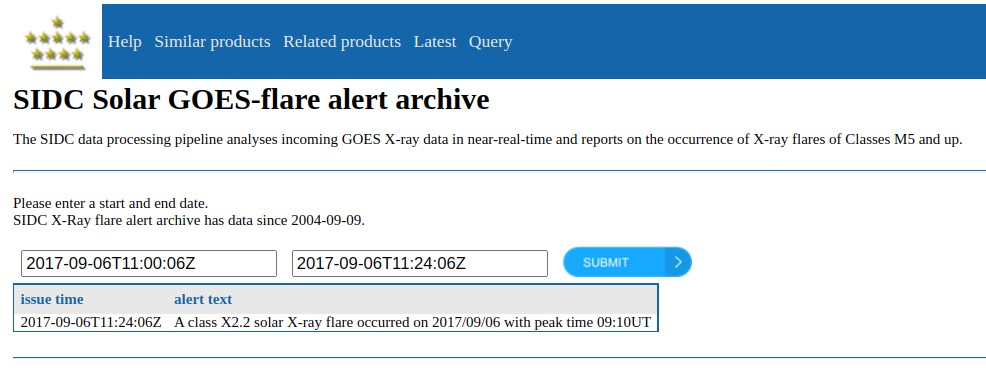 Help Similar products Related products Latest Query
SIDC Solar GOES-flare alert archive
The SIDC data processing pipeline analyses incoming GOES X-ray data in near-real-time and reports on the occurrence of X-ray flares of Classes M5 and up.
Please enter a start and end date.
SIDC X-Ray flare alert archive has data since 2004-09-09.
2017-09-06T11:00:06Z 2017-09-06T11:24:06Z SUBMIT
issue time alert text
2017-09-06T11:24:06Z A class X2.2 solar X-ray flare occurred on 2017/09/06 with peak time 09:10UT